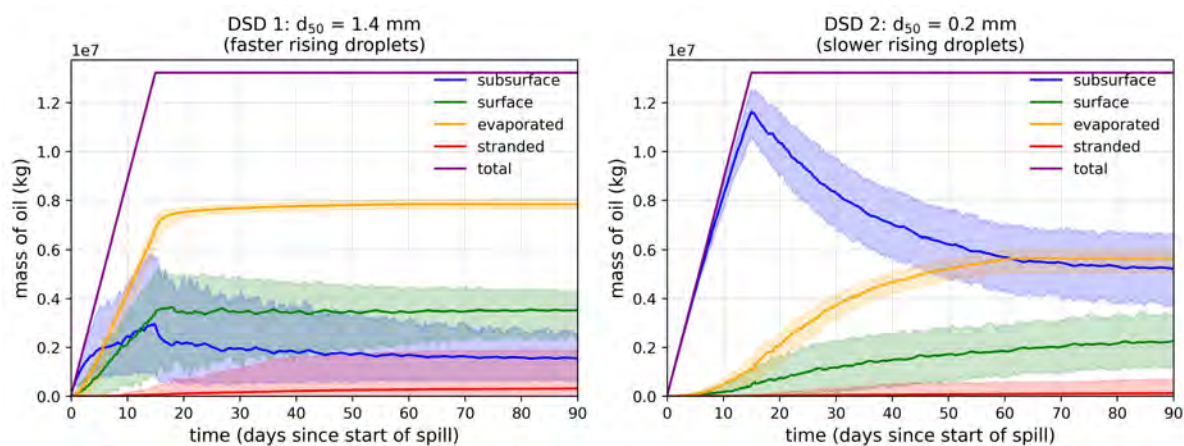 DSD 1: d50 = 1.4 mm
(faster rising droplets)
1e7
subsurface
surface
evaporated
stranded
total
1.2
1.0
0.8
0.6
0.4
0.2
0.0
mass of oil (kg)
0 10 20 30 40 50 60 70 80 90
time (days since start of spill)
DSD 2: d50 = 0.2 mm
(slower rising droplets)
1e7
subsurface
surface
evaporated
stranded
total
1.2
1.0
0.8
0.6
0.4
0.2
0.0
mass of oil (kg)
0 10 20 30 40 50 60 70 80 90
time (days since start of spill)